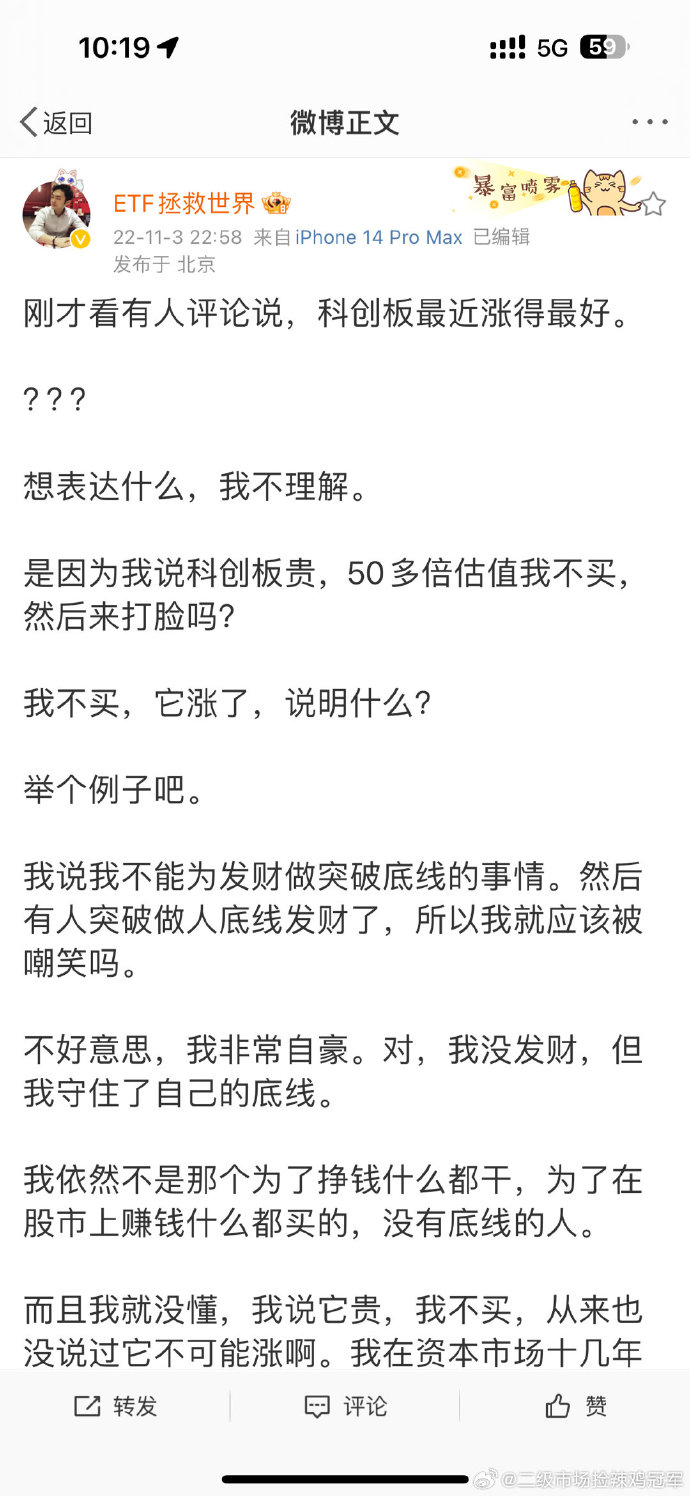 10:19
5G
59
返回
微博正文
ETF拯救世界
暴富喷雾
22-11-3 22:58 来自 iPhone 14 Pro Max 已编辑
发布于 北京
刚才看有人评论说，科创板最近涨得最好。
？？？
想表达什么，我不理解。
是因为我说科创板贵，50多倍估值我不买，
然后来打脸吗？
我不买，它涨了，说明什么？
举个例子吧。
我说我不能为发财做突破底线的事情。然后
有人突破做人底线发财了，所以我就应该被
嘲笑吗。
不好意思，我非常自豪。对，我没发财，但
我守住了自己的底线。
我依然不是那个为了挣钱什么都干，为了在
股市上赚钱什么都买的，没有底线的人。
而且我就没懂，我说它贵，我不买，从来也
没说过它不可能涨啊。我在资本市场十几年
转发
评论
赞
@二级市场捡辣鸡冠军